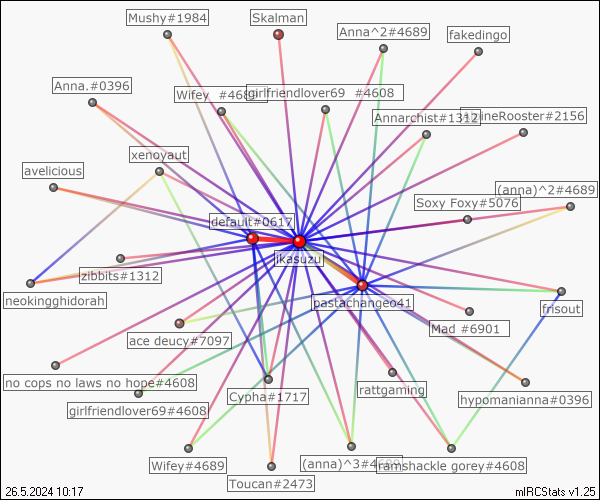 Mushy#1984
Skalman
Anna^2#4689
fakedingo
Anna.#0396
Wifey #4689
girlfriendlover69 #4608
Annarchist#1312
Rooster#2156
xenoyaut
avelicious
(anna)^2#4689
Soxy Foxy#5076
default#0617
ikasuzu
zibbits#1312
neokingghidorah
pastachangeo41
frisout
Mad #6901
ace deucy#7097
no cops no laws no hope#4608
girlfriendlover69#4608
Cypha#1717
rattgaming
hypomanianna#0396
Wifey#4689
Toucan#2473
(anna)^3#4689
ramshackle gorey#4608
26.5.2024 10:17
mIRCStats v1.25